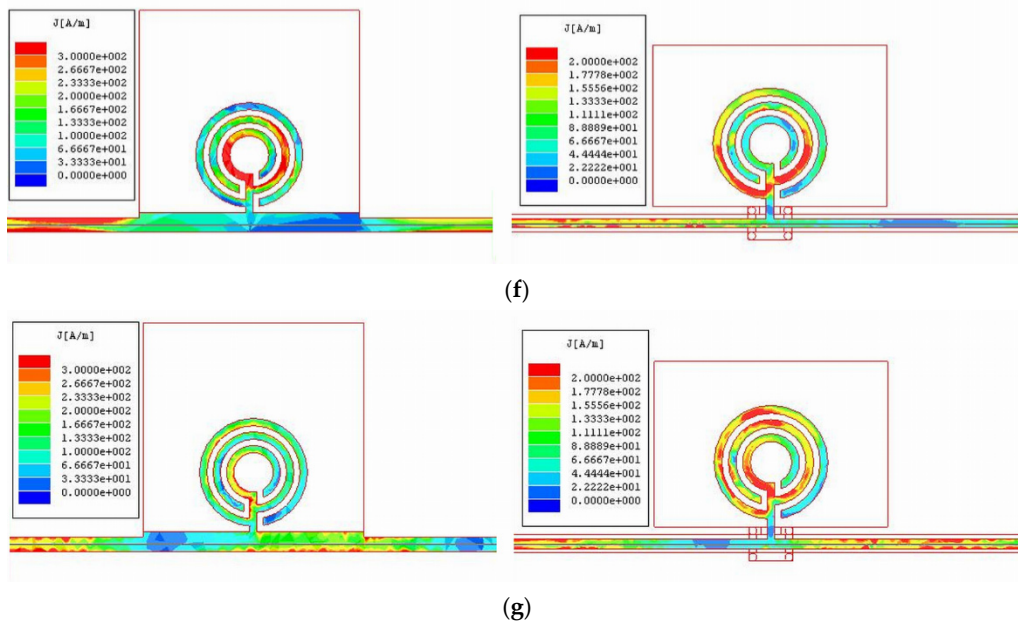 J[A/m]
3.0000e+002
2.6667e+002
2.3333e+002
2.0000e+002
1.6667e+002
1.3333e+002
1.0000e+002
6.6667e+001
3.3333e+001
0.0000e+000
J[A/m]
2.0000e+002
1.7778e+002
1.5556e+002
1.3333e+002
1.1111e+002
8.8889e+001
6.6667e+001
4.4444e+001
2.2222e+001
0.0000e+000
(f)
J[A/m]
3.0000e+002
2.6667e+002
2.3333e+002
2.0000e+002
1.6667e+002
1.3333e+002
1.0000e+002
6.6667e+001
3.3333e+001
0.0000e+000
J[A/m]
2.0000e+002
1.7778e+002
1.5556e+002
1.3333e+002
1.1111e+002
8.8889e+001
6.6667e+001
4.4444e+001
2.2222e+001
0.0000e+000
(g)